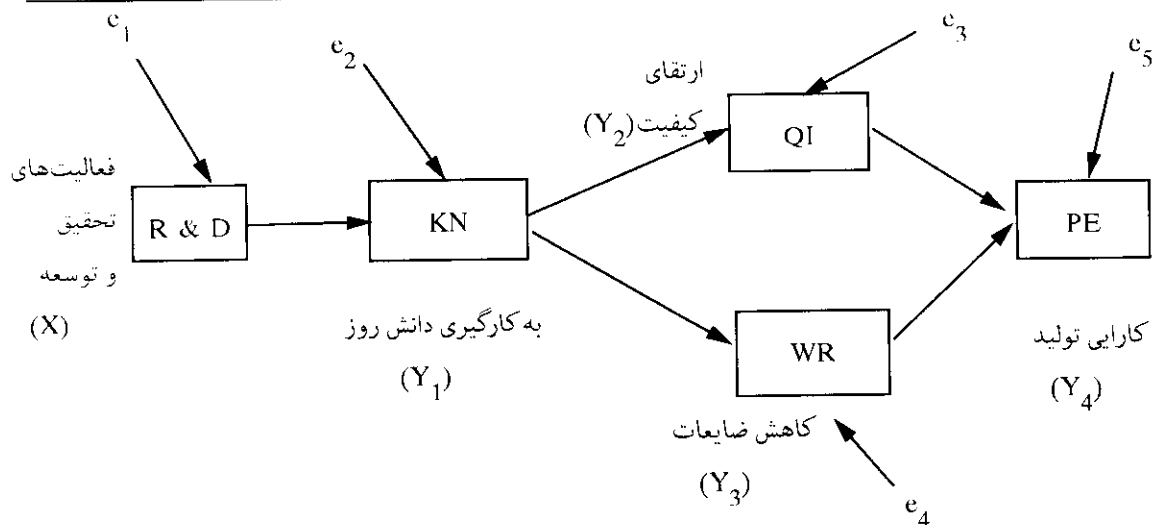 e₁
e₂
e₃
e₅
ارتقای
کیفیت (Y₂)
QI
فعالیت‌های
تحقیق
و توسعه
(X)
R & D
KN
PE
به کارگیری دانش روز
(Y₁)
WR
کارایی تولید
(Y₄)
کاهش ضایعات
(Y₃)
e₄